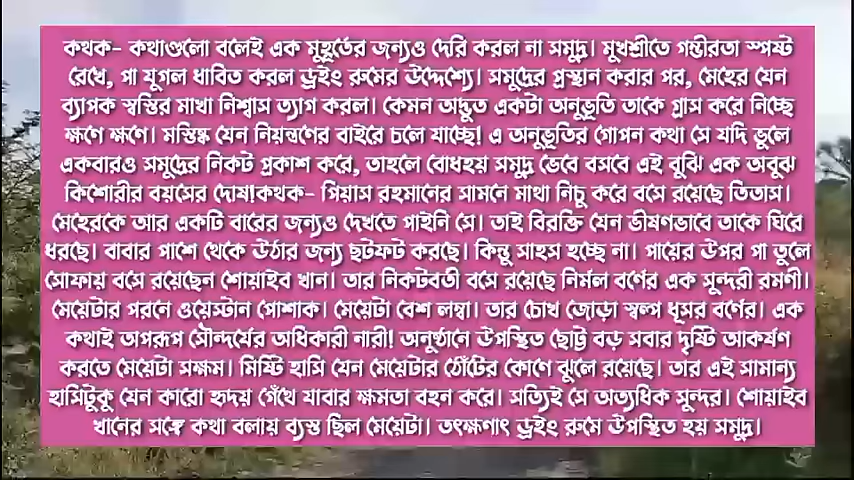 কথক- কথাগুলো বলেই এক মুহূর্তের জন্যও দেরি করল না সমুদ্র। মুখশ্রীতে গম্ভীরতা স্পষ্ট
রেখে, পা যুগল ধাবিত করল ড্রইং রুমের উদ্দেশ্যে। সমুদ্রের প্রস্থান করার পর, মেহের যেন
ব্যাপক স্বস্তির মাখা নিশ্বাস ত্যাগ করল। কেমন অদ্ভুত একটা অনুভূতি তাকে গ্রাস করে নিচ্ছে
ক্ষণে ক্ষণে। মস্তিষ্ক যেন নিয়ন্ত্রণের বাইরে চলে যাচ্ছে! এ অনুভূতির গোপন কথা সে যদি ভুলে
একবারও সমুদ্রের নিকট প্রকাশ করে, তাহলে বোধহয় সমুদ্র ভেবে বসবে এই বুঝি এক অবুঝ
কিশোরীর বয়সের দোষ!কথক- গিয়াস রহমানের সামনে মাথা নিচু করে বসে রয়েছে তিতাস।
মেহেরকে আর একটি বারের জন্যও দেখতে পাইনি সে। তাই বিরক্তি যেন ভীষণভাবে তাকে ঘিরে
ধরছে। বাবার পাশে থেকে উঠার জন্য ছটফট করছে। কিন্তু সাহস হচ্ছে না। পায়ের উপর পা তুলে
সোফায় বসে রয়েছেন শোয়াইব খান। তার নিকটবর্তী বসে রয়েছে নির্মল বর্ণের এক সুন্দরী রমণী।
মেয়েটার পরনে ওয়েস্টান পোশাক। মেয়েটা বেশ লম্বা। তার চোখ জোড়া স্বল্প ধূসর বর্ণের। এক
কথাই অপরূপ সৌন্দর্যের অধিকারী নারী! অনুষ্ঠানে উপস্থিত ছোট্ট বড় সবার দৃষ্টি আকর্ষণ
করতে মেয়েটা সক্ষম। মিষ্টি হাসি যেন মেয়েটার ঠোঁটের কোণে ঝুলে রয়েছে। তার এই সামান্য
হাসিটুকু যেন কারো হৃদয় গেঁথে যাবার ক্ষমতা বহন করে। সত্যিই সে অত্যধিক সুন্দর। শোয়াইব
খানের সঙ্গে কথা বলায় ব্যস্ত ছিল মেয়েটা। তৎক্ষণাৎ ড্রইং রুমে উপস্থিত হয় সমুদ্র।